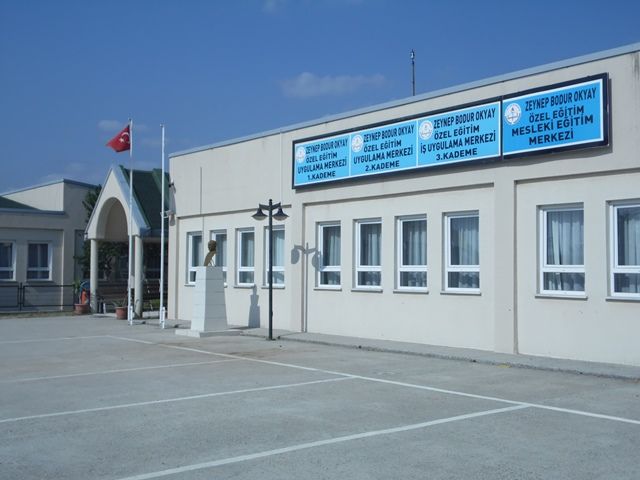 ZEYNEP BODUR OKYAY
ÖZEL EĞİTİM
UYGULAMA MERKEZİ
1.KADEME
ZEYNEP BODUR OKYAY
ÖZEL EĞİTİM
UYGULAMA MERKEZİ
2.KADEME
ZEYNEP BODUR OKYAY
ÖZEL EĞİTİM
İŞ UYGULAMA MERKEZİ
3.KADEME
ZEYNEP BODUR OKYAY
ÖZEL EĞİTİM
MESLEKİ EĞİTİM
MERKEZİ